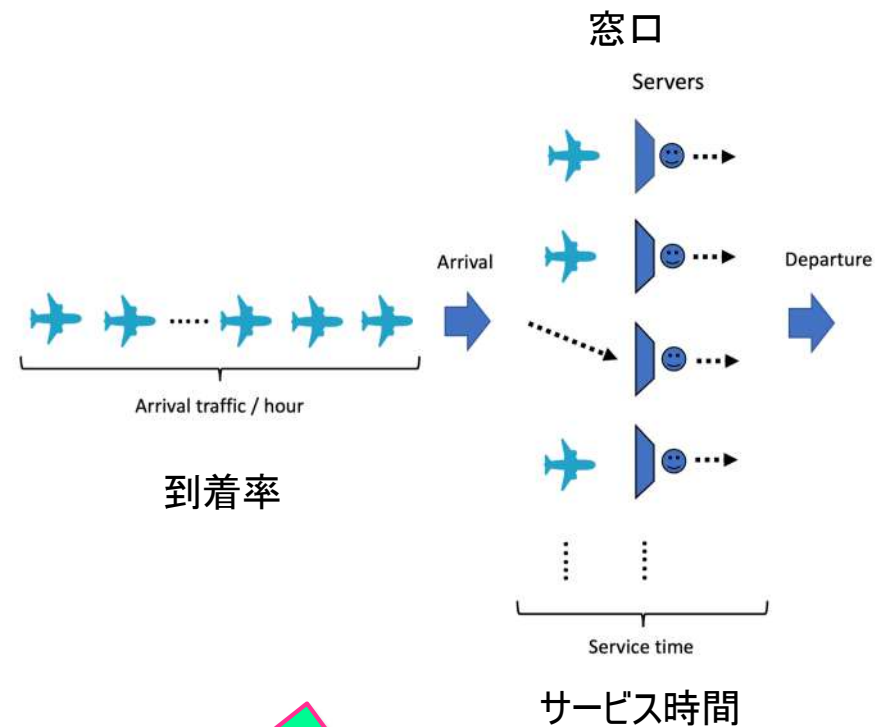 窓口
Servers
Arrival
Departure
Arrival traffic / hour
到着率
Service time
サービス時間